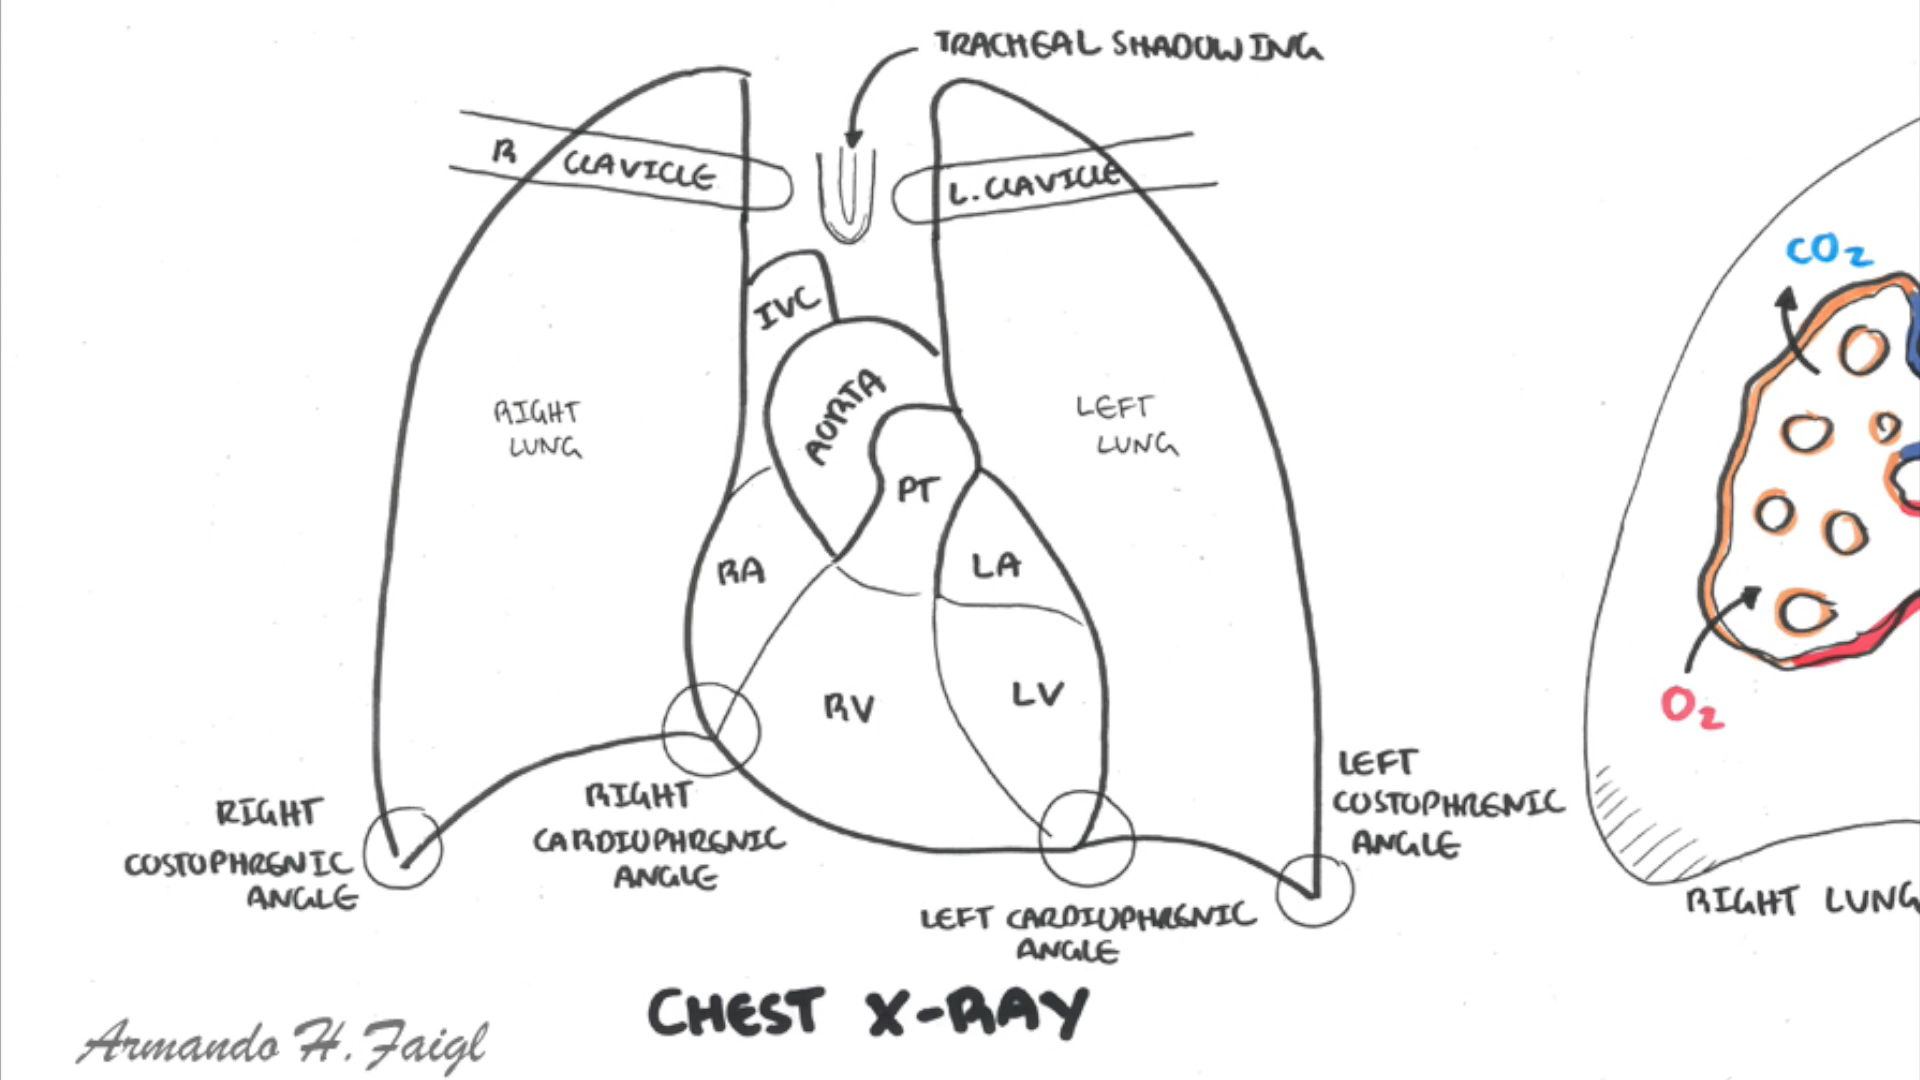 TRACHEAL SHADOWING
R CLAVICLE
L. CLAVICLE
IVC
AORTA
RIGHT
LUNG
LEFT
LUNG
PT
RA
LA
RV
LV
RIGHT
COSTOPHRENIC
ANGLE
RIGHT
CARDIOPHRENIC
ANGLE
LEFT CARDIOPHRENIC
ANGLE
LEFT
COSTOPHRENIC
ANGLE
CHEST X-RAY
Armando H. Faigl
CO2
O2
RIGHT LUNG